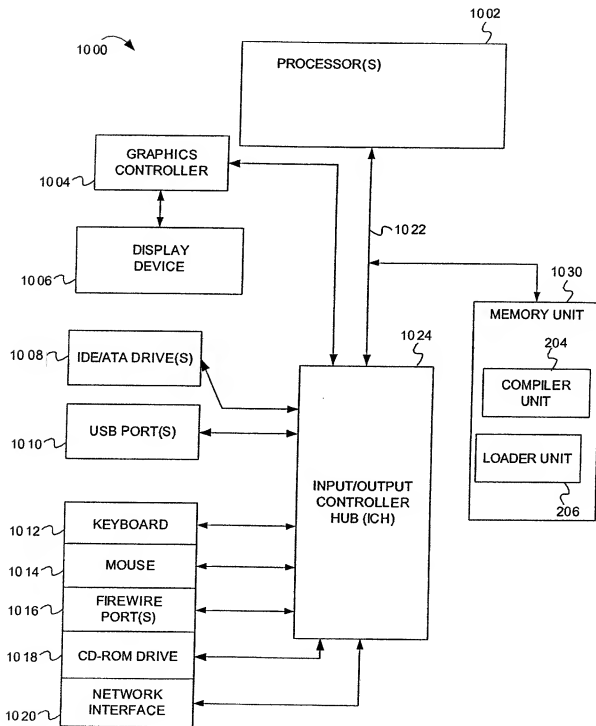 1002
1000
PROCESSOR(S)
GRAPHICS
CONTROLLER
1004
1022
DISPLAY
DEVICE
1006
1030
MEMORY UNIT
1008
IDE/ATA DRIVE(S)
1024
204
COMPILER
UNIT
1010
USB PORT(S)
LOADER UNIT
206
INPUT/OUTPUT
CONTROLLER
HUB (ICH)
1012
KEYBOARD
1014
MOUSE
1016
FIREWIRE
PORT(S)
1018
CD-ROM DRIVE
1020
NETWORK
INTERFACE